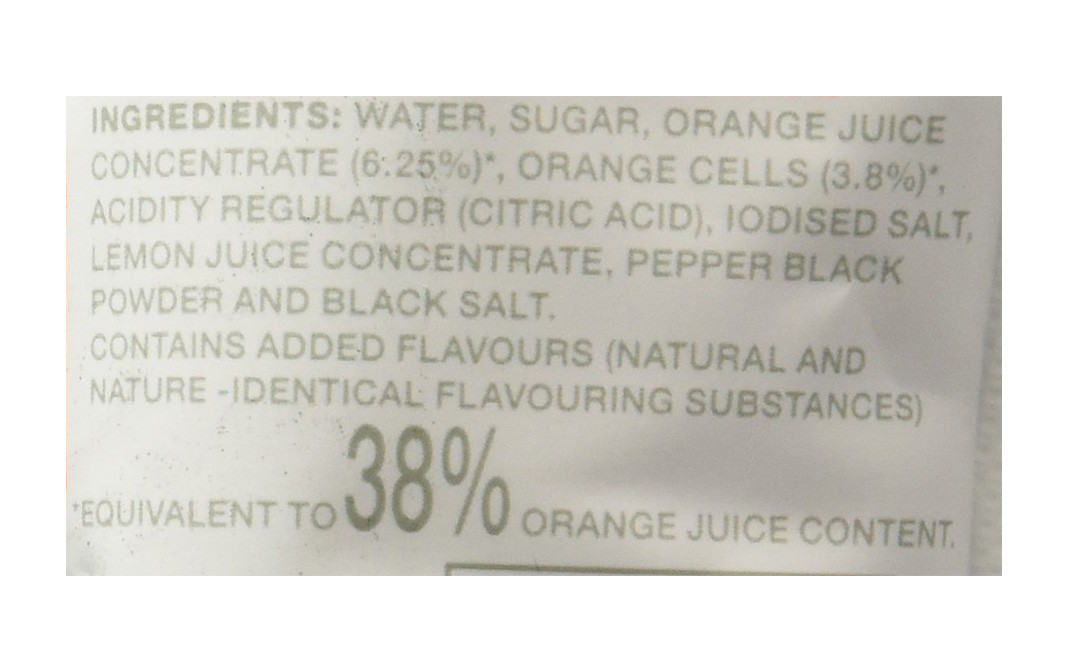 INGREDIENTS: WATER, SUGAR, ORANGE JUICE
CONCENTRATE (6.25%)*, ORANGE CELLS (3.8%)*,
ACIDITY REGULATOR (CITRIC ACID), IODISED SALT,
LEMON JUICE CONCENTRATE, PEPPER BLACK
POWDER AND BLACK SALT.
CONTAINS ADDED FLAVOURS (NATURAL AND
NATURE -IDENTICAL FLAVOURING SUBSTANCES)
*EQUIVALENT TO 38% ORANGE JUICE CONTENT.